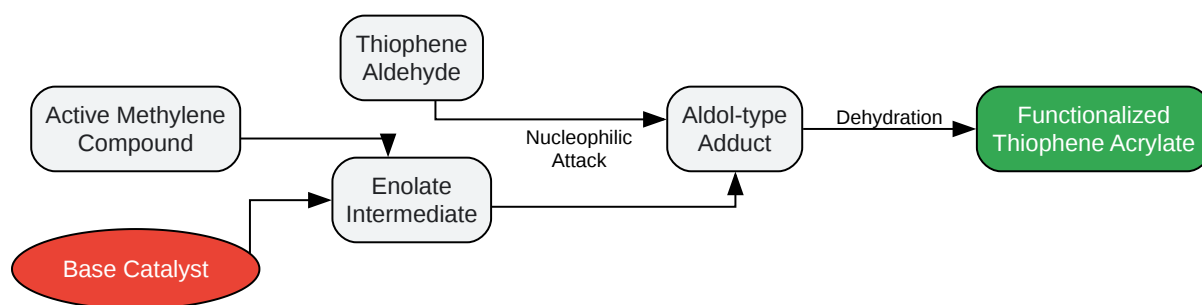 Thiophene
Aldehyde
Active Methylene
Compound
Nucleophilic
Attack
Aldol-type
Adduct
Dehydration
Functionalized
Thiophene Acrylate
Enolate
Intermediate
Base Catalyst